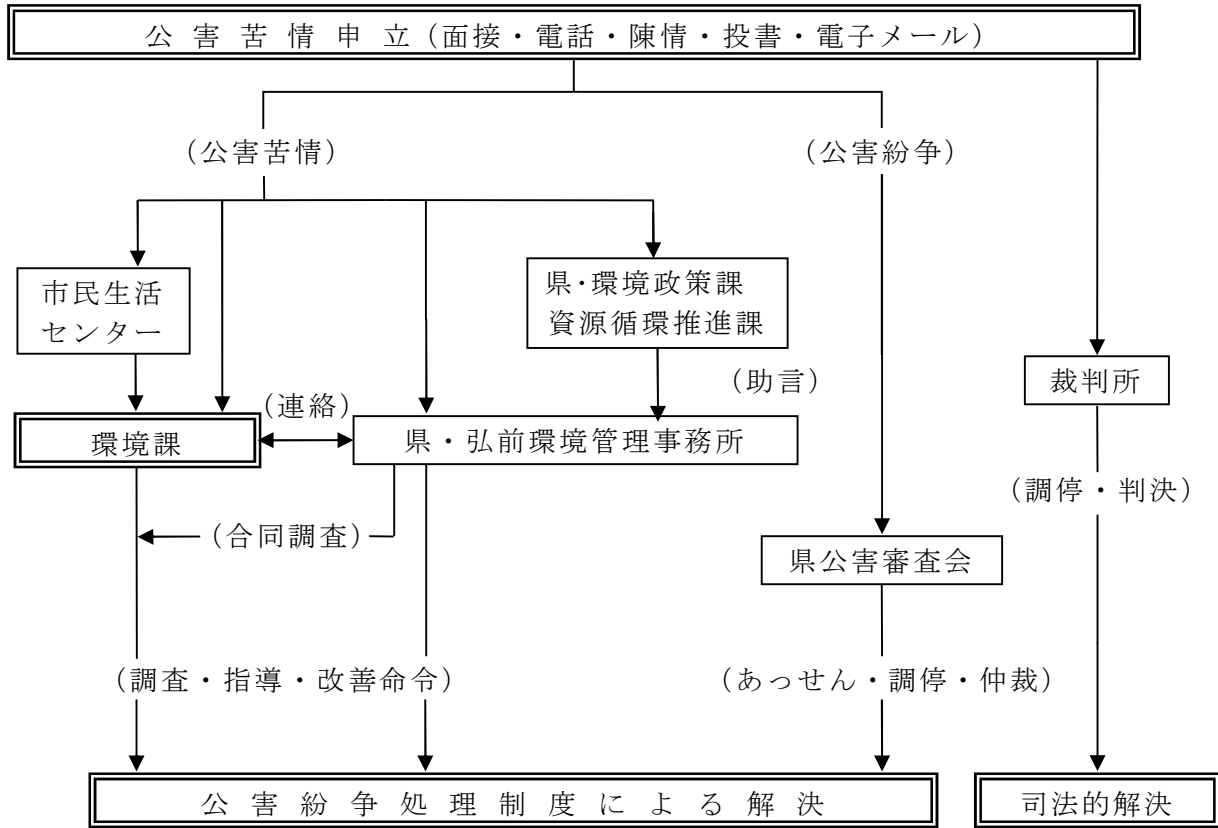 公害苦情申立(面接・電話・陳情・投書・電子メール)
(公害苦情)
(公害紛争)
市民生活
センター
県・環境政策課
資源循環推進課
(助言)
裁判所
(連絡)
環境課
県・弘前環境管理事務所
(調停・判決)
(合同調査)
県公害審査会
(調査・指導・改善命令)
(あっせん・調停・仲裁)
公害紛争処理制度による解決
司法的解決